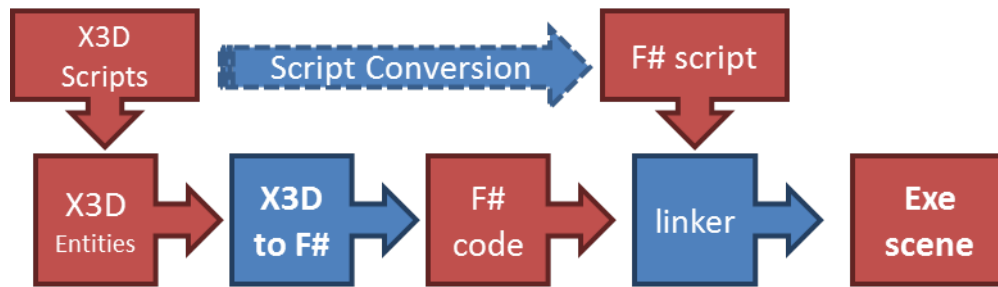 X3D
Scripts
Script Conversion
F# script
X3D
Entities
X3D
to F#
F#
code
linker
Exe
scene